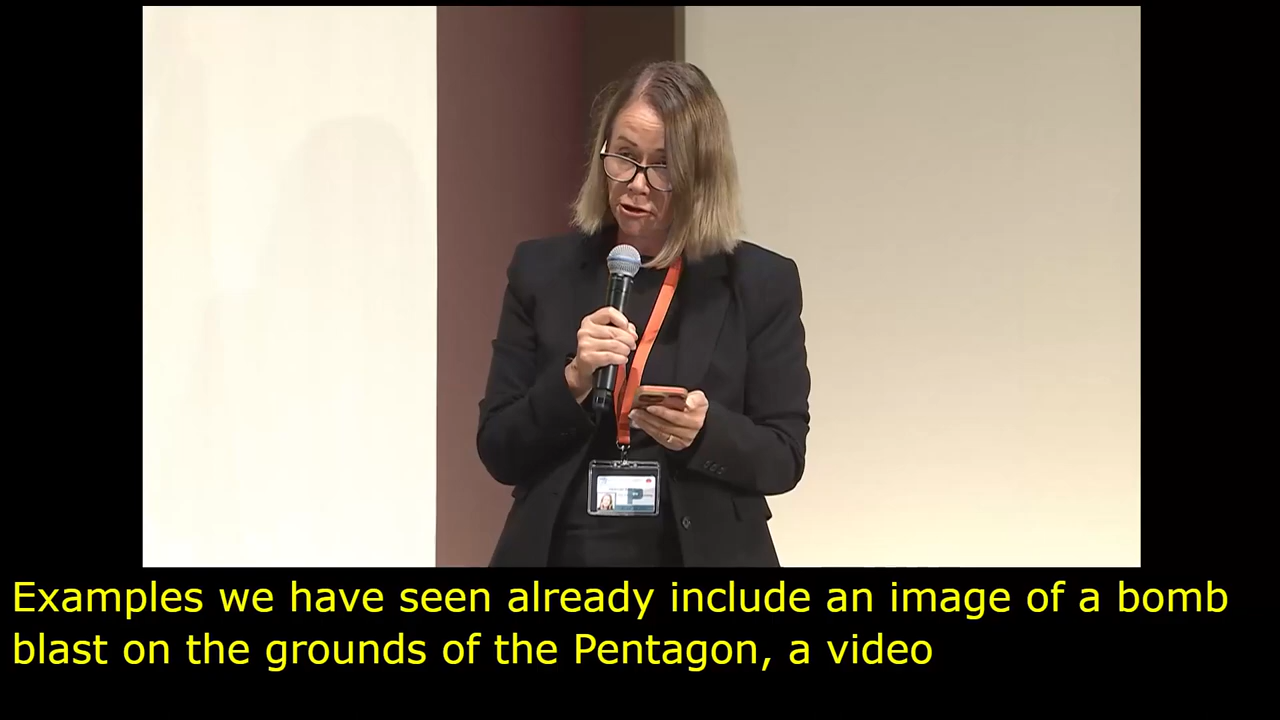 P
Examples we have seen already include an image of a bomb
blast on the grounds of the Pentagon, a video